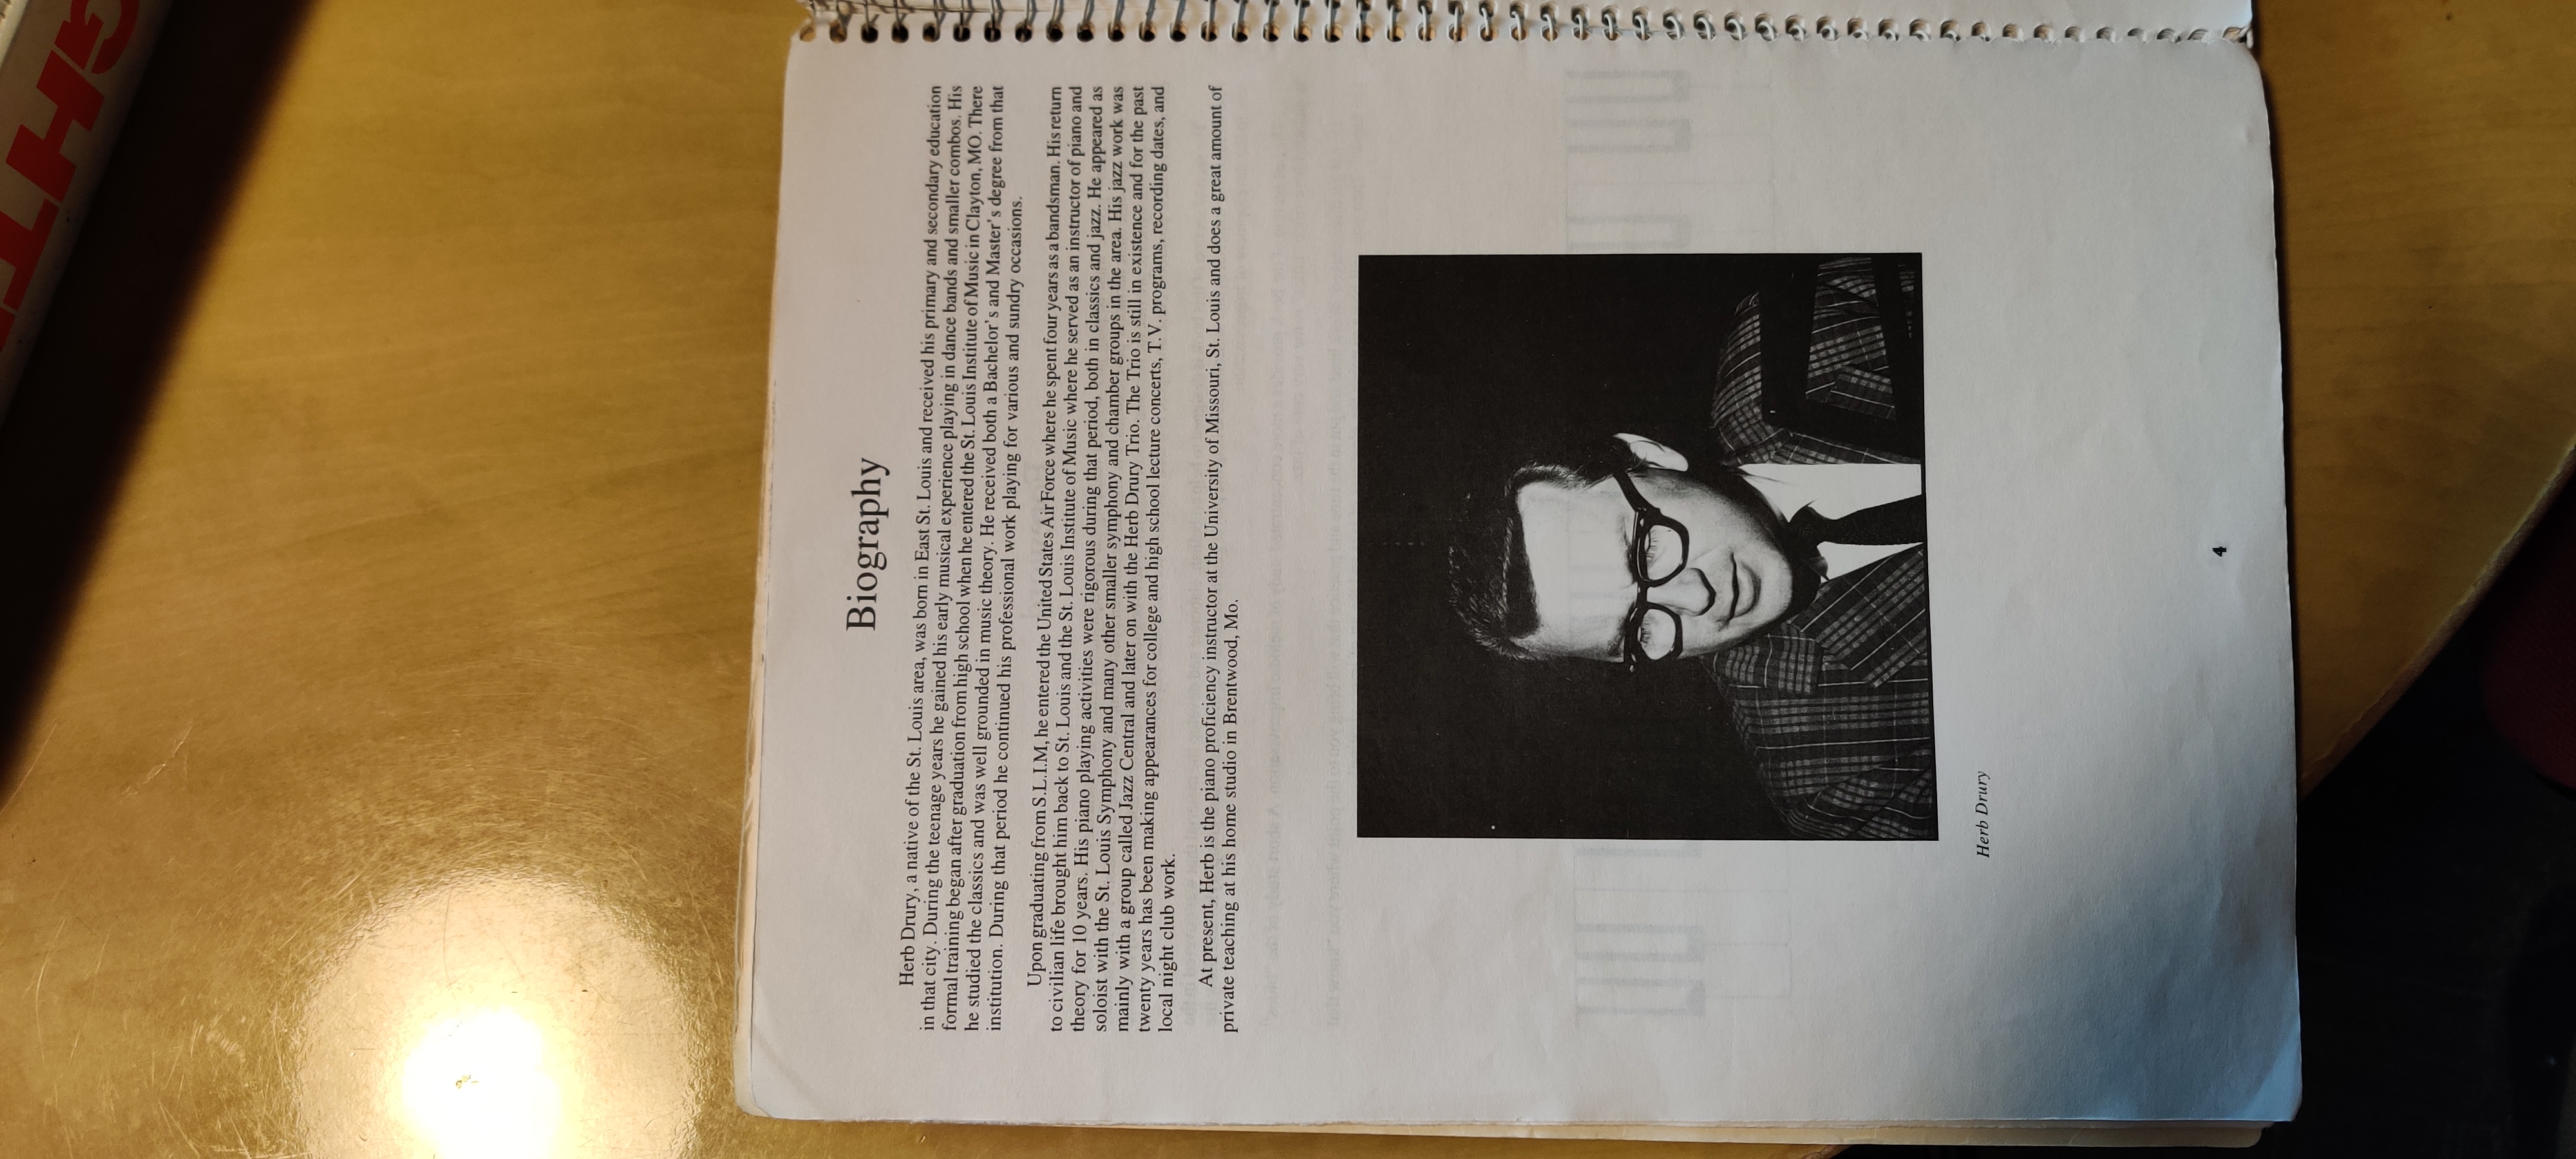 Biography
Herb Drury, a native of the St. Louis area, was born in East St. Louis and received his primary and secondary education
in that city. During the teenage years he gained his early musical experience playing in dance bands and smaller combos. His
formal training began after graduation from high school when he entered the St. Louis Institute of Music in Clayton, MO. There
he studied the classics and was well grounded in music theory. He received both a Bachelor's and Master's degree from that
institution. During that period he continued his professional work playing for various and sundry occasions.
Upon graduating from S.L.I.M, he entered the United States Air Force where he spent four years as a bandsman. His return
to civilian life brought him back to St. Louis and the St. Louis Institute of Music where he served as an instructor of piano and
theory for 10 years. His piano playing activities were rigorous during that period, both in classics and jazz. He appeared as
soloist with the St. Louis Symphony and many other smaller symphony and chamber groups in the area. His jazz work was
mainly with a group called Jazz Central and later on with the Herb Drury Trio. The Trio is still in existence and for the past
twenty years has been making appearances for college and high school lecture concerts, T.V. programs, recording dates, and
local night club work.
At present, Herb is the piano proficiency instructor at the University of Missouri, St. Louis and does a great amount of
private teaching at his home studio in Brentwood, Mo.
Herb Drury
4